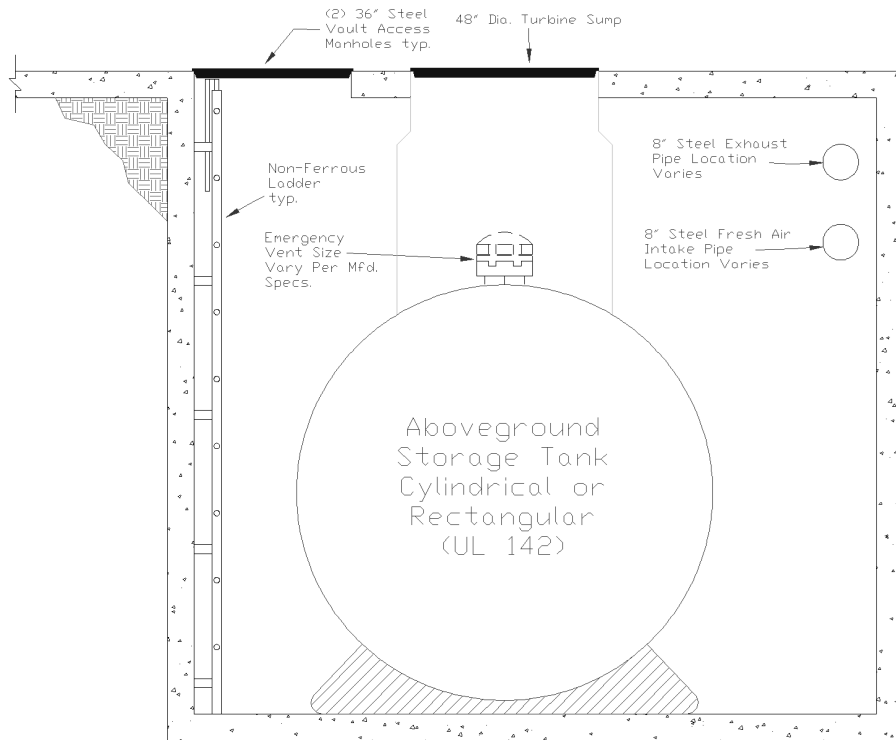 (2) 36" Steel
Vault Access
Manholes typ.
48" Dia. Turbine Sump
8" Steel Exhaust
Pipe Location
Varies
Non-Ferrous
Ladder
typ.
Emergency
Vent Size
Vary Per Mfd.
Specs.
8" Steel Fresh Air
Intake Pipe
Location Varies
Aboveground
Storage Tank
Cylindrical or
Rectangular
(UL 142)